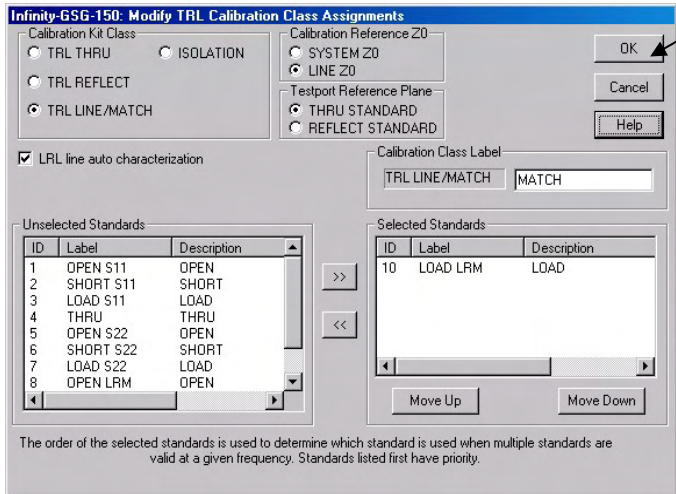 Infinity-GSG-150: Modify TRL Calibration Class Assignments
Calibration Kit Class
TRL THRU
ISOLATION
TRL REFLECT
TRL LINE/MATCH
Calibration Reference Z0
SYSTEM Z0
LINE Z0
Testport Reference Plane
THRU STANDARD
REFLECT STANDARD
OK
Cancel
Help
LRL line auto characterization
Calibration Class Label
TRL LINE/MATCH MATCH
Unselected Standards
ID Label Description
1 OPEN S11 OPEN
2 SHORT S11 SHORT
3 LOAD S11 LOAD
4 THRU THRU
5 OPEN S22 OPEN
6 SHORT S22 SHORT
7 LOAD S22 LOAD
8 OPEN LRM OPEN
>>
<<
Selected Standards
ID Label Description
10 LOAD LRM LOAD
Move Up
Move Down
The order of the selected standards is used to determine which standard is used when multiple standards are
valid at a given frequency. Standards listed first have priority.